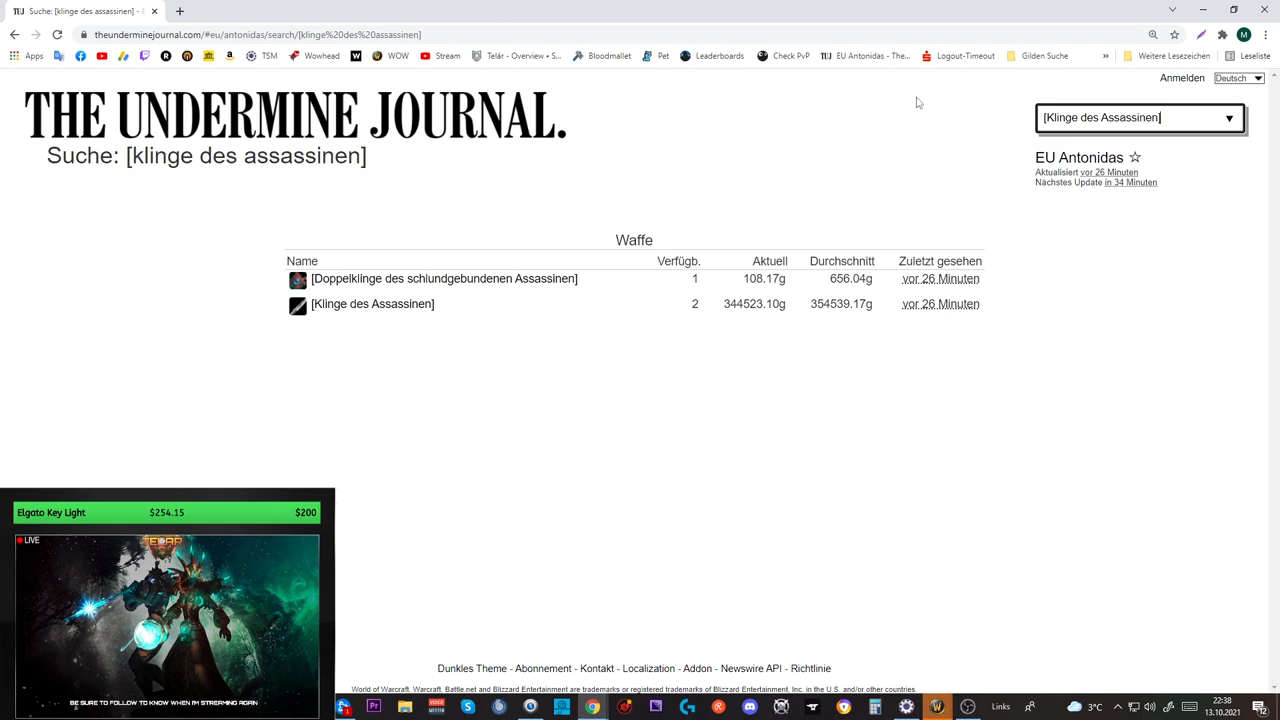 Suche: [klinge des assassinen]
theunderminejournal.com/#eu/antonidas/search/[klinge%20des%20assassinen]
Apps TSM Wowhead WOW Stream Telár - Overview • S... Bloodmallet Pet Leaderboards Check PvP TUJ EU Antonidas - The... Logout-Timeout Gilden Suche » Weitere Lesezeichen Leseliste
Anmelden Deutsch
THE UNDERMINE JOURNAL.
Suche: [klinge des assassinen]
[Klinge des Assassinen]
EU Antonidas ☆
Aktualisiert vor 26 Minuten
Nächstes Update in 34 Minuten
Waffe
Name Verfügb. Aktuell Durchschnitt Zuletzt gesehen
[Doppelklinge des schlundgebundenen Assassinen] 1 108.17g 656.04g vor 26 Minuten
[Klinge des Assassinen] 2 344523.10g 354539.17g vor 26 Minuten
Elgato Key Light $254.15 $200
LIVE
BE SURE TO FOLLOW TO KNOW WHEN I'M STREAMING AGAIN
Dunkles Theme - Abonnement - Kontakt - Localization - Addon - Newswire API - Richtlinie
World of Warcraft, Warcraft, Battle.net and Blizzard Entertainment are trademarks or registered trademarks of Blizzard Entertainment, Inc. in the U.S. and/or other countries.
Links 3°C 22:38
13.10.2021